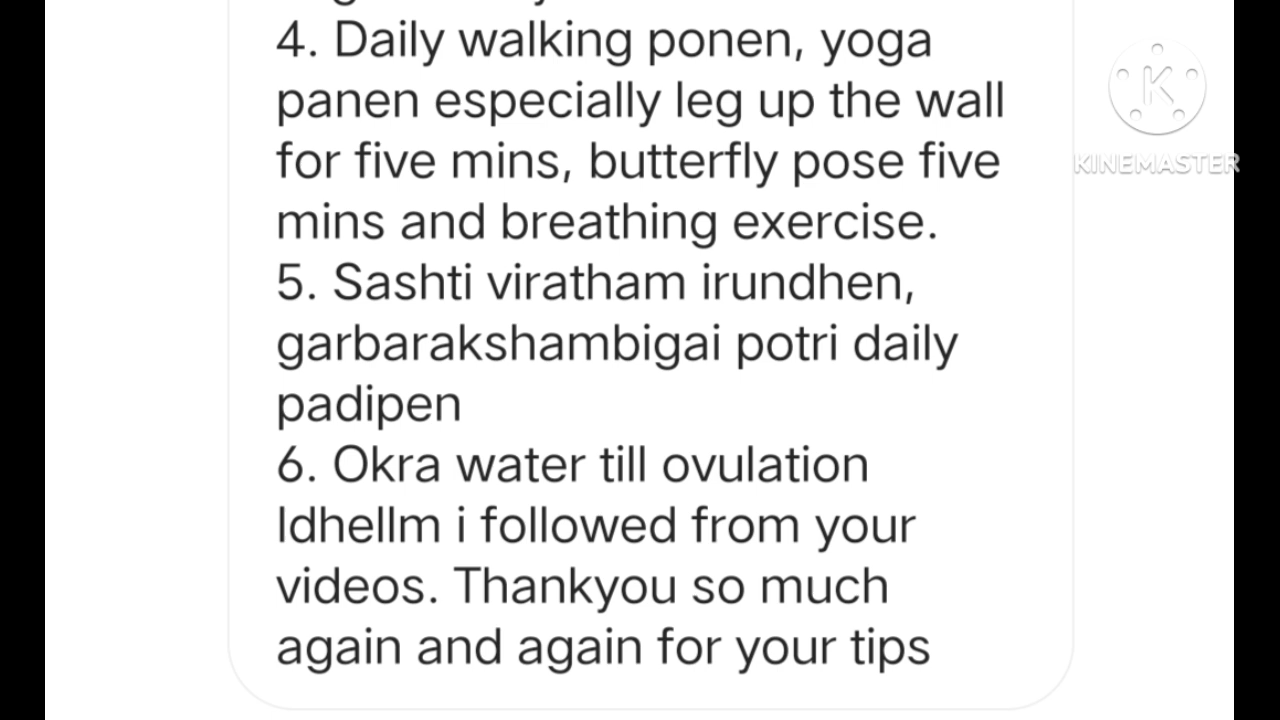 4. Daily walking ponen, yoga
panen especially leg up the wall
for five mins, butterfly pose five
mins and breathing exercise.
5. Sashti viratham irundhen,
garbarakshambigai potri daily
padipen
6. Okra water till ovulation
Idhellm i followed from your
videos. Thankyou so much
again and again for your tips
K
KINEMASTER